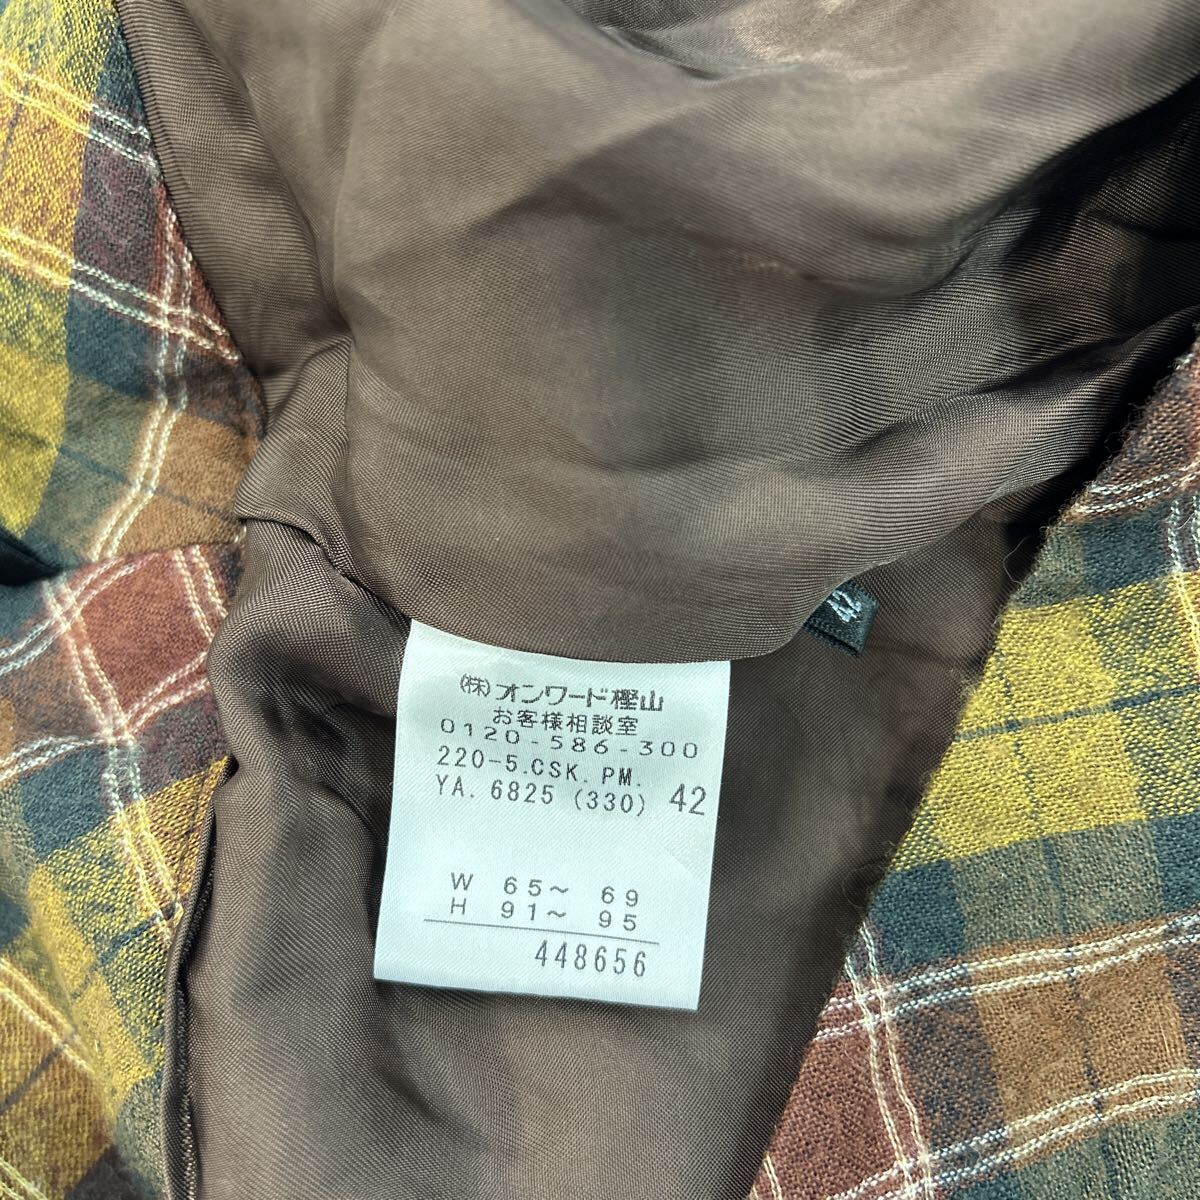 42
(株)オンワード樫山
お客様相談室
0120-586-300
220-5.CSK.PM.
YA.6825 (330) 42
W 65～ 69
H 91～ 95
448656